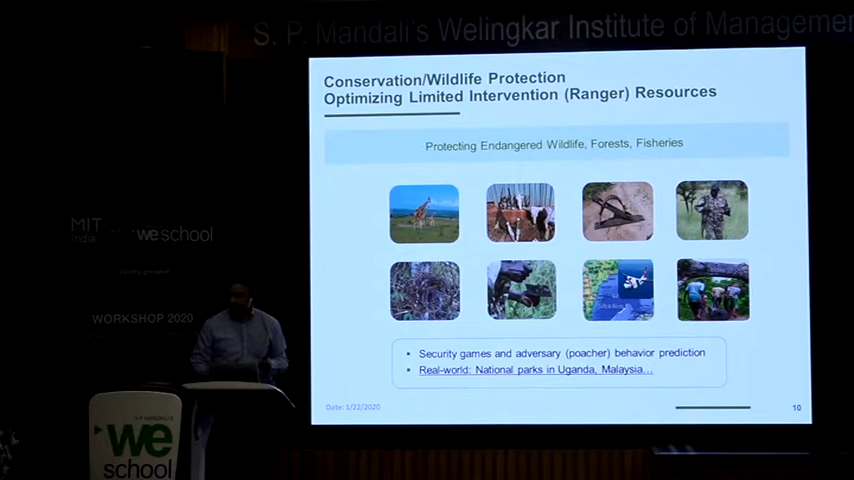 S. P. Mandali's Welingkar Institute of Management
Conservation/Wildlife Protection
Optimizing Limited Intervention (Ranger) Resources
Protecting Endangered Wildlife, Forests, Fisheries
MIT
India
we school
WORKSHOP 2020
▪ Security games and adversary (poacher) behavior prediction
▪ Real-world: National parks in Uganda, Malaysia…
Date: 1/22/2020
10
we
school